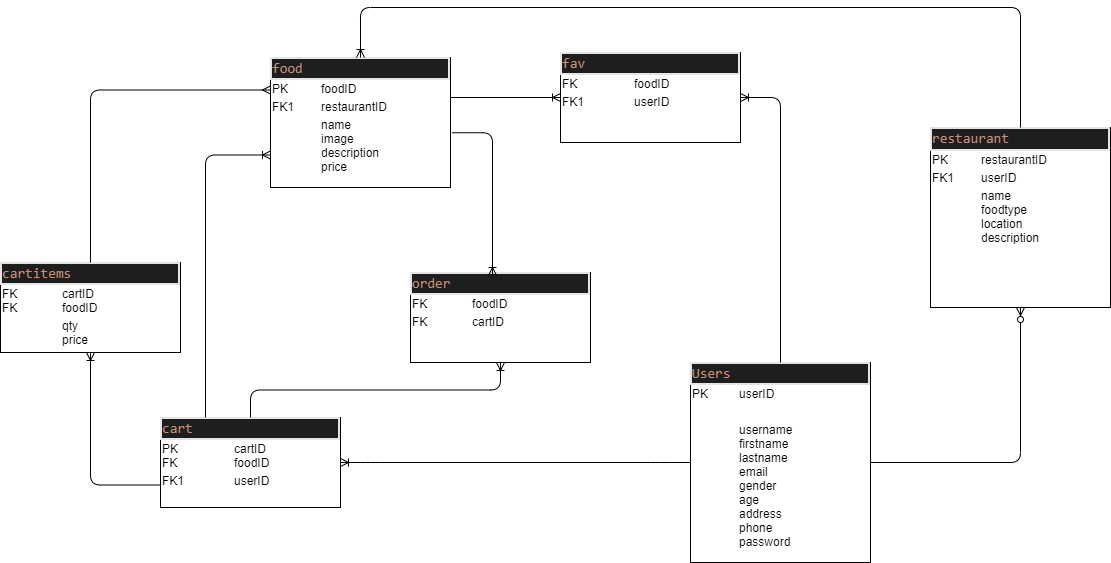 food
PK foodID
FK1 restaurantID
name
image
description
price
fav
FK foodID
FK1 userID
restaurant
PK restaurantID
FK1 userID
name
foodtype
location
description
cartitems
FK cartID
FK foodID
qty
price
order
FK foodID
FK cartID
Users
PK userID
username
firstname
lastname
email
gender
age
address
phone
password
cart
PK cartID
FK foodID
FK1 userID